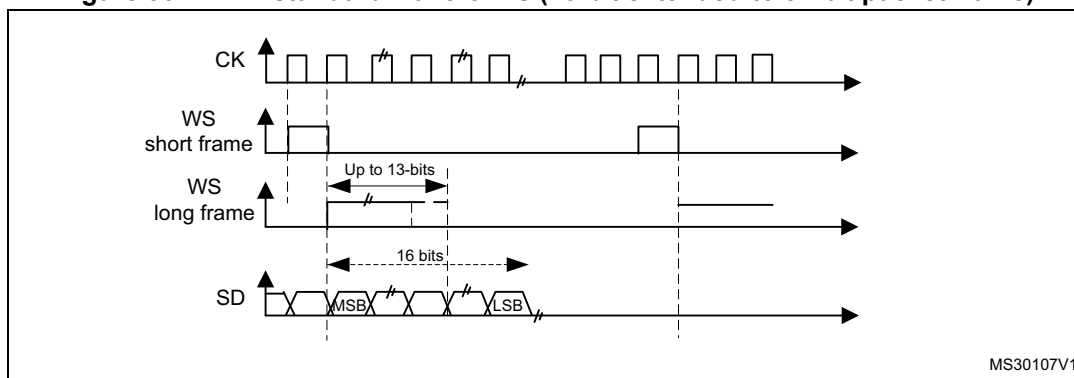 CK
WS
short frame
Up to 13-bits
WS
long frame
16 bits
SD
MSB
LSB
MS30107V1